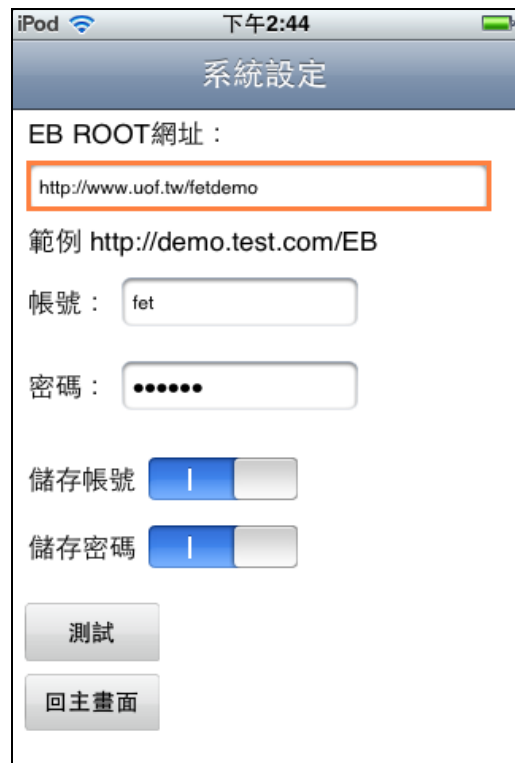 iPod 下午2:44
系統設定
EB ROOT網址：
http://www.uof.tw/fetdemo
範例 http://demo.test.com/EB
帳號： fet
密碼： ••••••
儲存帳號
儲存密碼
測試
回主畫面